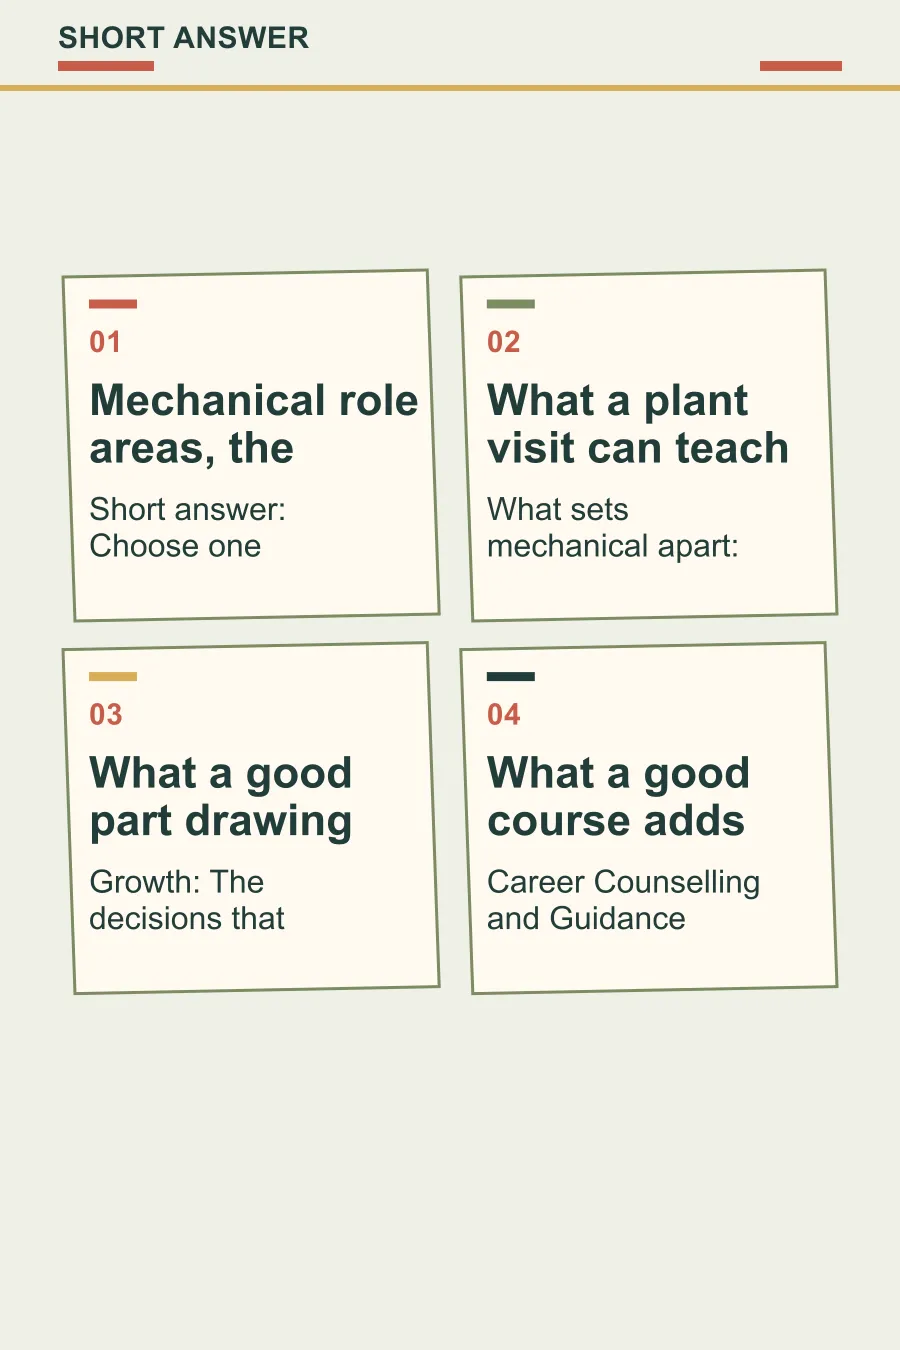 SHORT ANSWER
01
Mechanical role
areas, the
Short answer:
Choose one
02
What a plant
visit can teach
What sets
mechanical apart:
03
What a good
part drawing
Growth: The
decisions that
04
What a good
course adds
Career Counselling
and Guidance